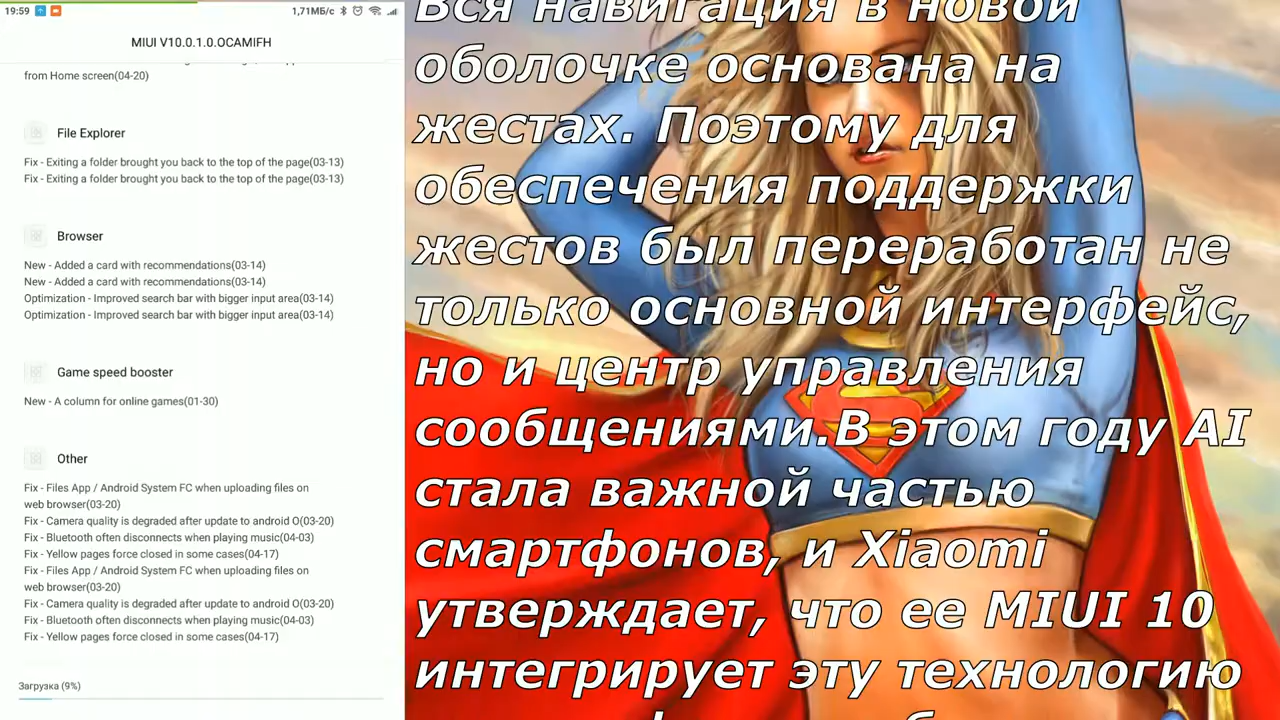 19:59
1,71МБ/с
MIUI V10.0.1.0.OCAMIFH
from Home screen(04-20)
File Explorer
Fix - Exiting a folder brought you back to the top of the page(03-13)
Fix - Exiting a folder brought you back to the top of the page(03-13)
Browser
New - Added a card with recommendations(03-14)
New - Added a card with recommendations(03-14)
Optimization - Improved search bar with bigger input area(03-14)
Optimization - Improved search bar with bigger input area(03-14)
Game speed booster
New - A column for online games(01-30)
Other
Fix - Files App / Android System FC when uploading files on
web browser(03-20)
Fix - Camera quality is degraded after update to android O(03-20)
Fix - Bluetooth often disconnects when playing music(04-03)
Fix - Yellow pages force closed in some cases(04-17)
Fix - Files App / Android System FC when uploading files on
web browser(03-20)
Fix - Camera quality is degraded after update to android O(03-20)
Fix - Bluetooth often disconnects when playing music(04-03)
Fix - Yellow pages force closed in some cases(04-17)
Загрузка (9%)
Вся навигация в новой
оболочке основана на
жестах. Поэтому для
обеспечения поддержки
жестов был переработан не
только основной интерфейс,
но и центр управления
сообщениями.В этом году AI
стала важной частью
смартфонов, и Xiaomi
утверждает, что ее MIUI 10
интегрирует эту технологию